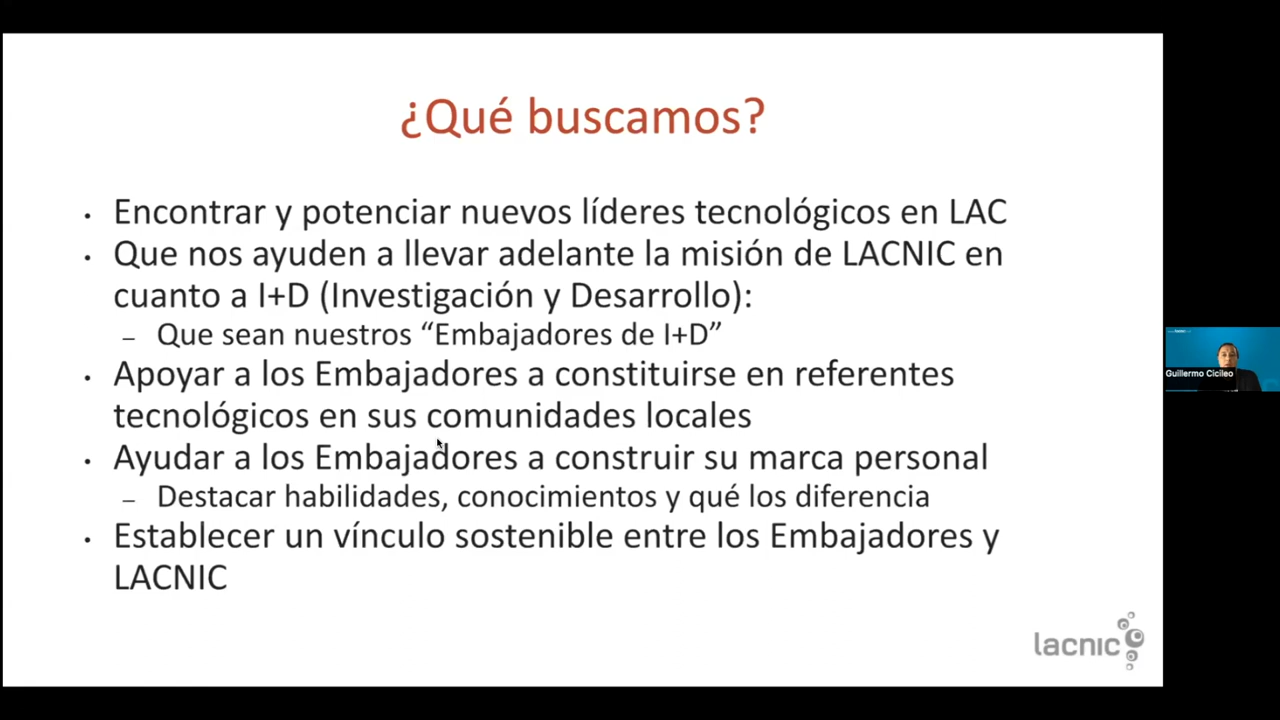 ¿Qué buscamos?
• Encontrar y potenciar nuevos líderes tecnológicos en LAC
• Que nos ayuden a llevar adelante la misión de LACNIC en
cuanto a I+D (Investigación y Desarrollo):
– Que sean nuestros “Embajadores de I+D”
• Apoyar a los Embajadores a constituirse en referentes
tecnológicos en sus comunidades locales
• Ayudar a los Embajadores a construir su marca personal
– Destacar habilidades, conocimientos y qué los diferencia
• Establecer un vínculo sostenible entre los Embajadores y
LACNIC
lacnic
Guillermo Cicileo